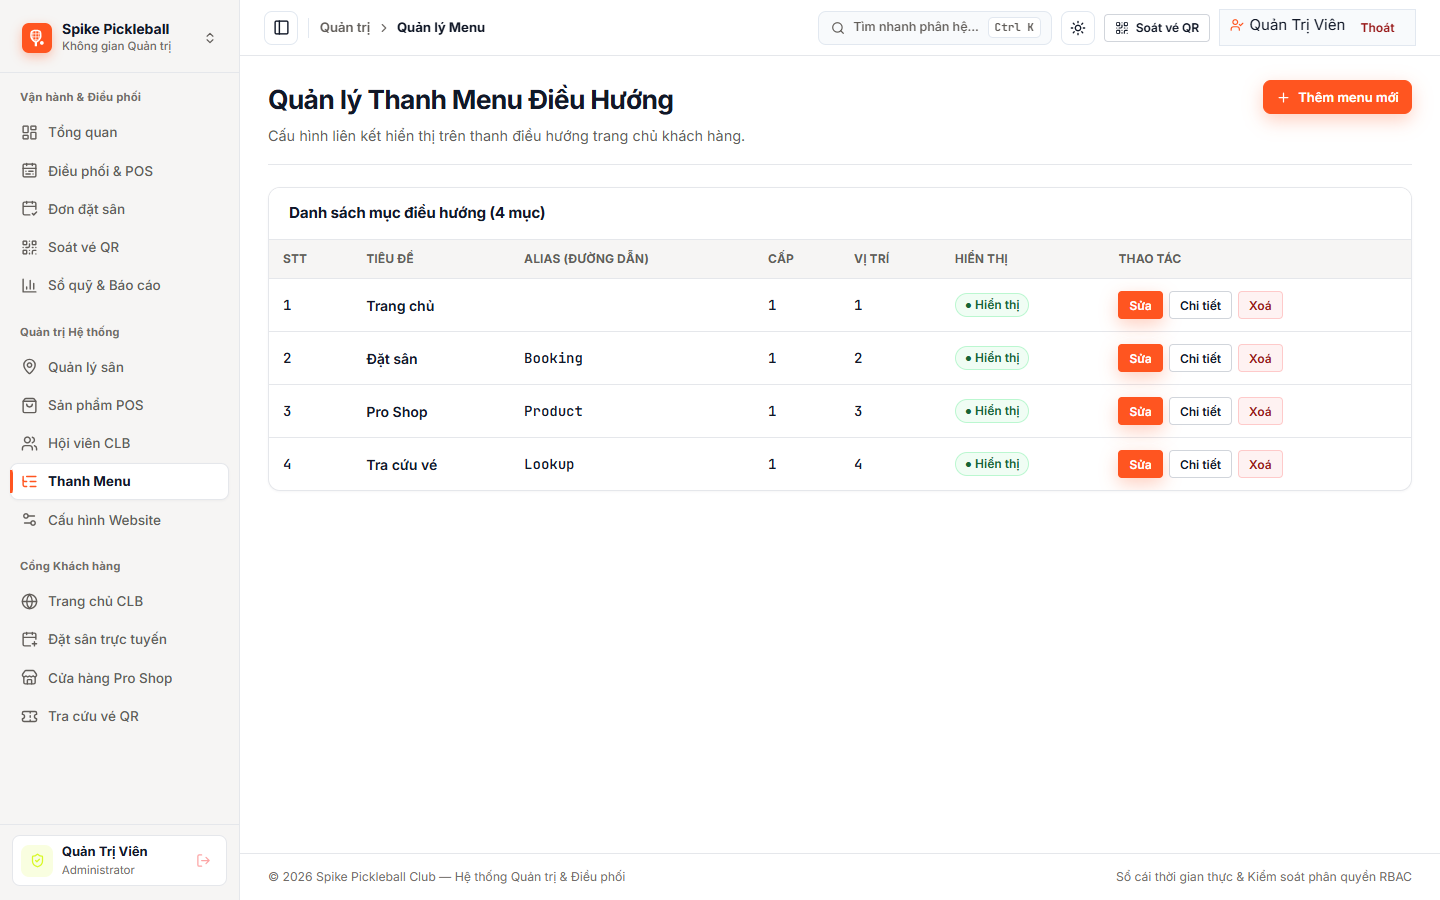 Spike Pickleball
Không gian Quản trị
Vận hành & Điều phối
Tổng quan
Điều phối & POS
Đơn đặt sân
Soát vé QR
Sổ quỹ & Báo cáo
Quản trị Hệ thống
Quản lý sân
Sản phẩm POS
Hội viên CLB
Thanh Menu
Cấu hình Website
Cổng Khách hàng
Trang chủ CLB
Đặt sân trực tuyến
Cửa hàng Pro Shop
Tra cứu vé QR
Quản Trị Viên
Administrator
Quản trị > Quản lý Menu
Tìm nhanh phân hệ... Ctrl K
Soát vé QR
Quản Trị Viên Thoát
Quản lý Thanh Menu Điều Hướng
Cấu hình liên kết hiển thị trên thanh điều hướng trang chủ khách hàng.
+ Thêm menu mới
Danh sách mục điều hướng (4 mục)
STT TIÊU ĐỀ ALIAS (ĐƯỜNG DẪN) CẤP VỊ TRÍ HIỂN THỊ THAO TÁC
1 Trang chủ 1 1 ● Hiển thị Sửa Chi tiết Xoá
2 Đặt sân Booking 1 2 ● Hiển thị Sửa Chi tiết Xoá
3 Pro Shop Product 1 3 ● Hiển thị Sửa Chi tiết Xoá
4 Tra cứu vé Lookup 1 4 ● Hiển thị Sửa Chi tiết Xoá
© 2026 Spike Pickleball Club — Hệ thống Quản trị & Điều phối
Sổ cái thời gian thực & Kiểm soát phân quyền RBAC